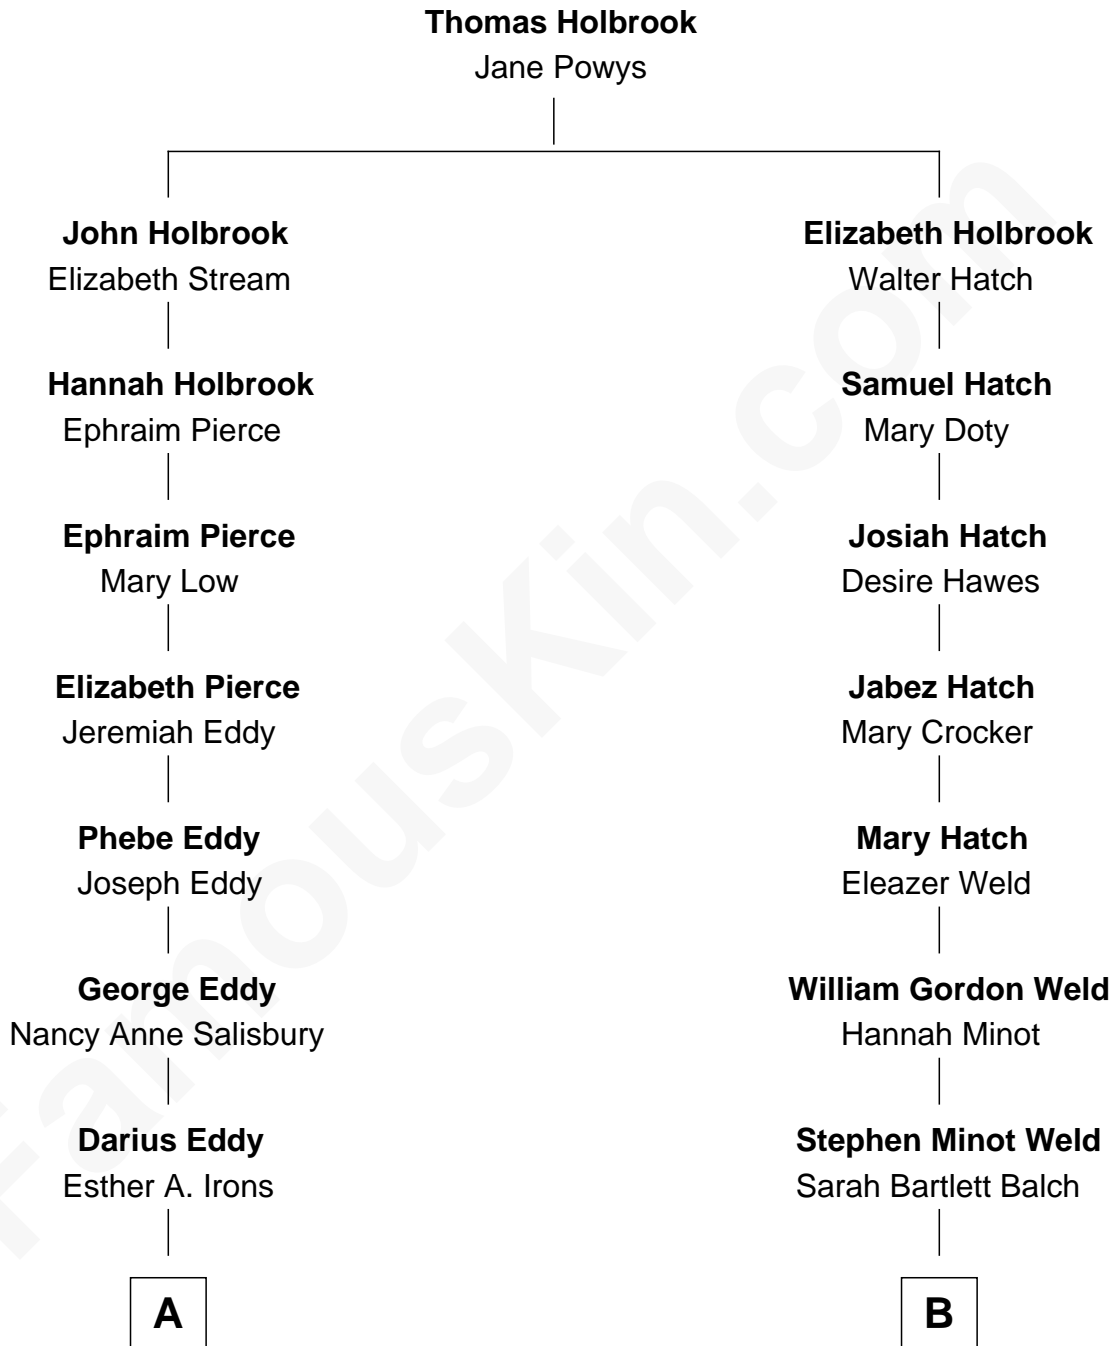 Thomas Holbrook
Jane Powys
John Holbrook
Elizabeth Stream
Hannah Holbrook
Ephraim Pierce
Ephraim Pierce
Mary Low
Elizabeth Pierce
Jeremiah Eddy
Phebe Eddy
Joseph Eddy
George Eddy
Nancy Anne Salisbury
Darius Eddy
Esther A. Irons
A
Elizabeth Holbrook
Walter Hatch
Samuel Hatch
Mary Doty
Josiah Hatch
Desire Hawes
Jabez Hatch
Mary Crocker
Mary Hatch
Eleazer Weld
William Gordon Weld
Hannah Minot
Stephen Minot Weld
Sarah Bartlett Balch
B
FamousKin.com